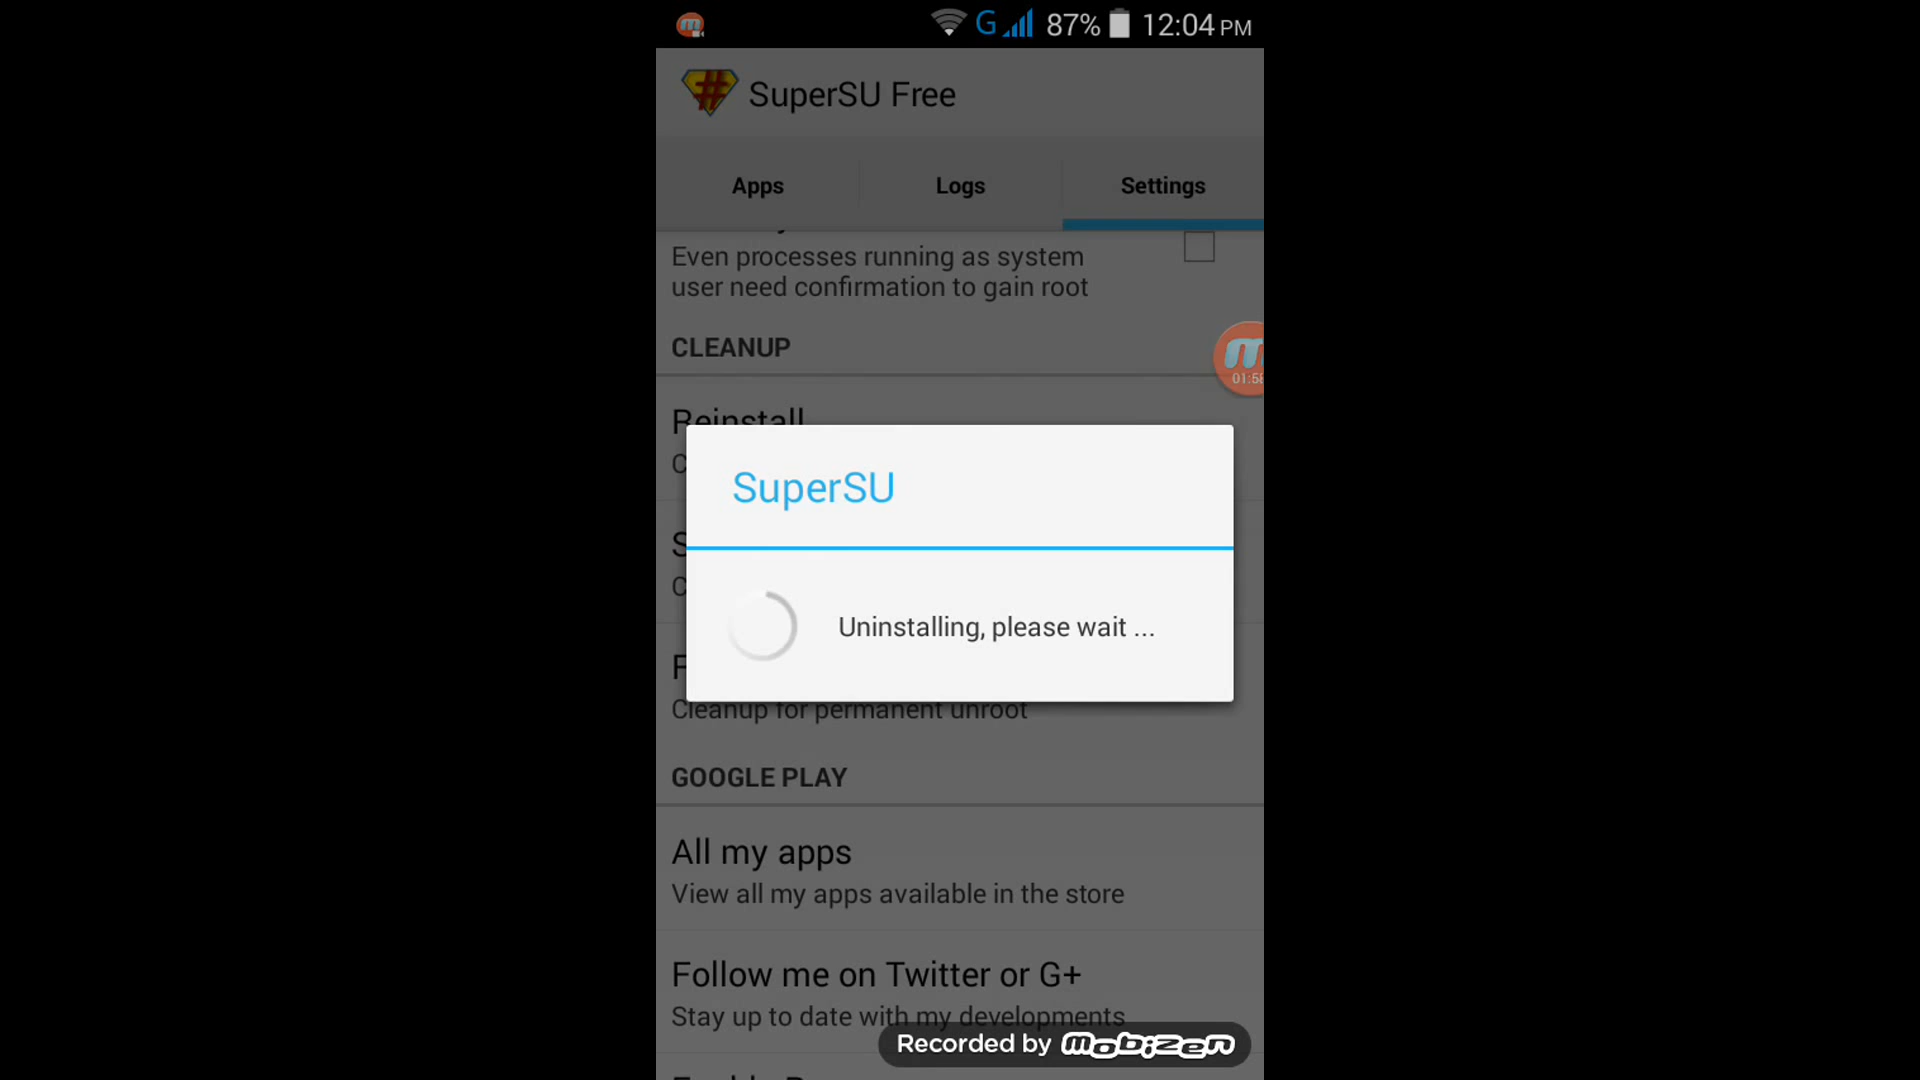 G 87% 12:04 PM
SuperSU Free
Apps Logs Settings
Even processes running as system
user need confirmation to gain root
CLEANUP
01:58
Reinstall
SuperSU
Uninstalling, please wait ...
Cleanup for permanent unroot
GOOGLE PLAY
All my apps
View all my apps available in the store
Follow me on Twitter or G+
Stay up to date with my developments
Recorded by mobizen